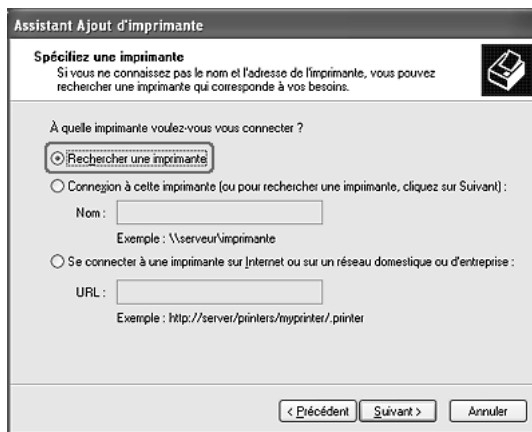 Assistant Ajout d'imprimante
Spécifiez une imprimante
Si vous ne connaissez pas le nom et l'adresse de l'imprimante, vous pouvez
rechercher une imprimante qui corresponde à vos besoins.
À quelle imprimante voulez-vous vous connecter ?
Rechercher une imprimante
Connexion à cette imprimante (ou pour rechercher une imprimante, cliquez sur Suivant) :
Nom :
Exemple : \\serveur\imprimante
Se connecter à une imprimante sur Internet ou sur un réseau domestique ou d'entreprise :
URL :
Exemple : http://server/printers/myprinter/.printer
< Précédent Suivant > Annuler